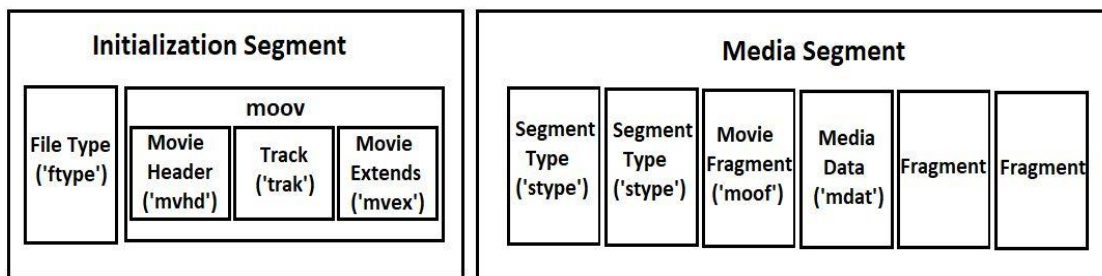 Initialization Segment
File Type
('ftype')
moov
Movie
Header
('mvhd')
Track
('trak')
Movie
Extends
('mvex')
Media Segment
Segment
Type
('stype')
Segment
Type
('stype')
Movie
Fragment
('moof')
Media
Data
('mdat')
Fragment
Fragment